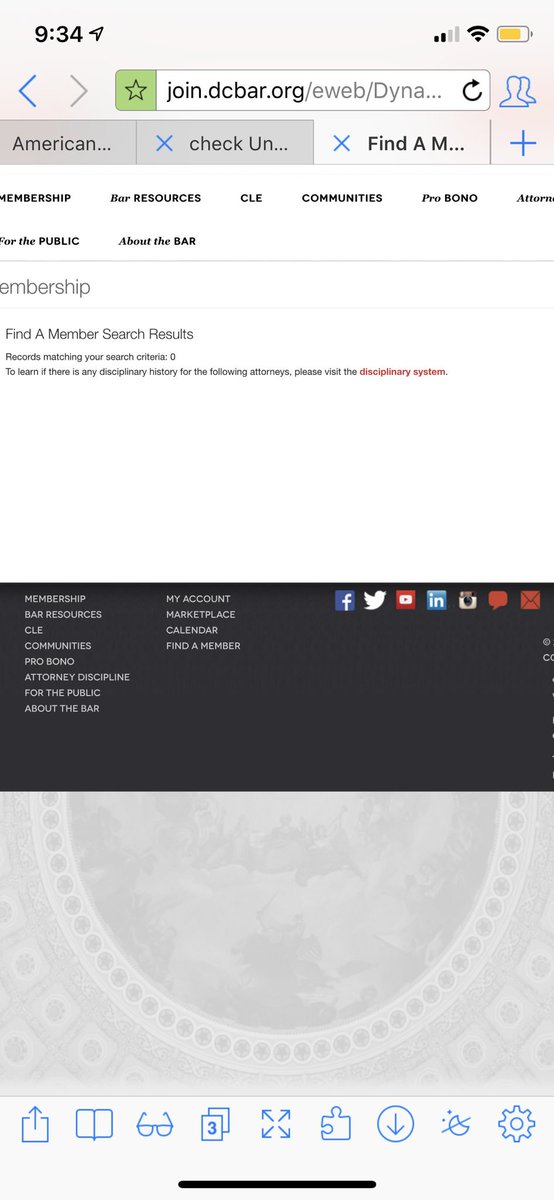 9:34
join.dcbar.org/eweb/Dyna...
American...
check Un...
Find A M...
MEMBERSHIP
Bar RESOURCES
CLE
COMMUNITIES
Pro BONO
Attorn
For the PUBLIC
About the BAR
embership
Find A Member Search Results
Records matching your search criteria: 0
To learn if there is any disciplinary history for the following attorneys, please visit the disciplinary system.
MEMBERSHIP
BAR RESOURCES
CLE
COMMUNITIES
PRO BONO
ATTORNEY DISCIPLINE
FOR THE PUBLIC
ABOUT THE BAR
MY ACCOUNT
MARKETPLACE
CALENDAR
FIND A MEMBER
©
CC
3